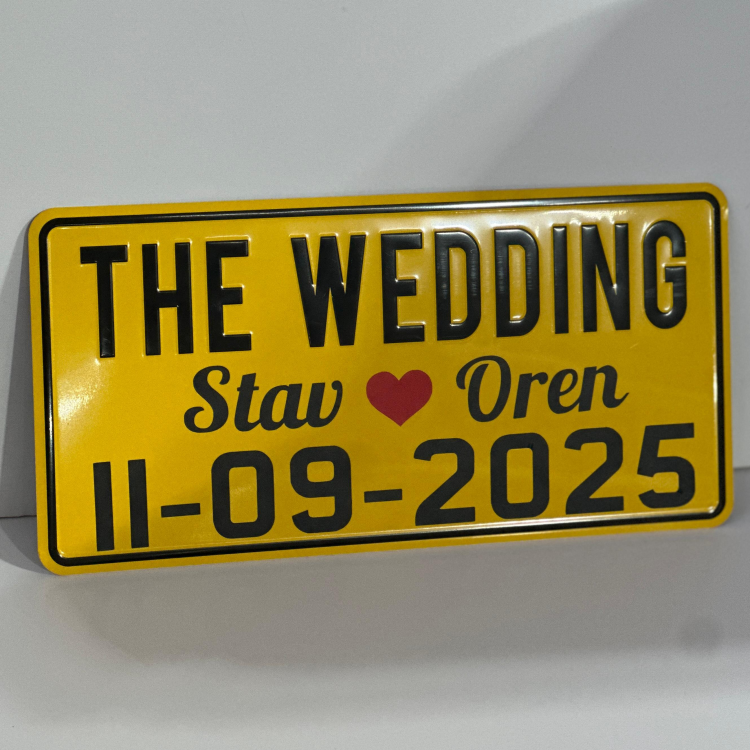 THE WEDDING
Stav ❤ Oren
11-09-2025